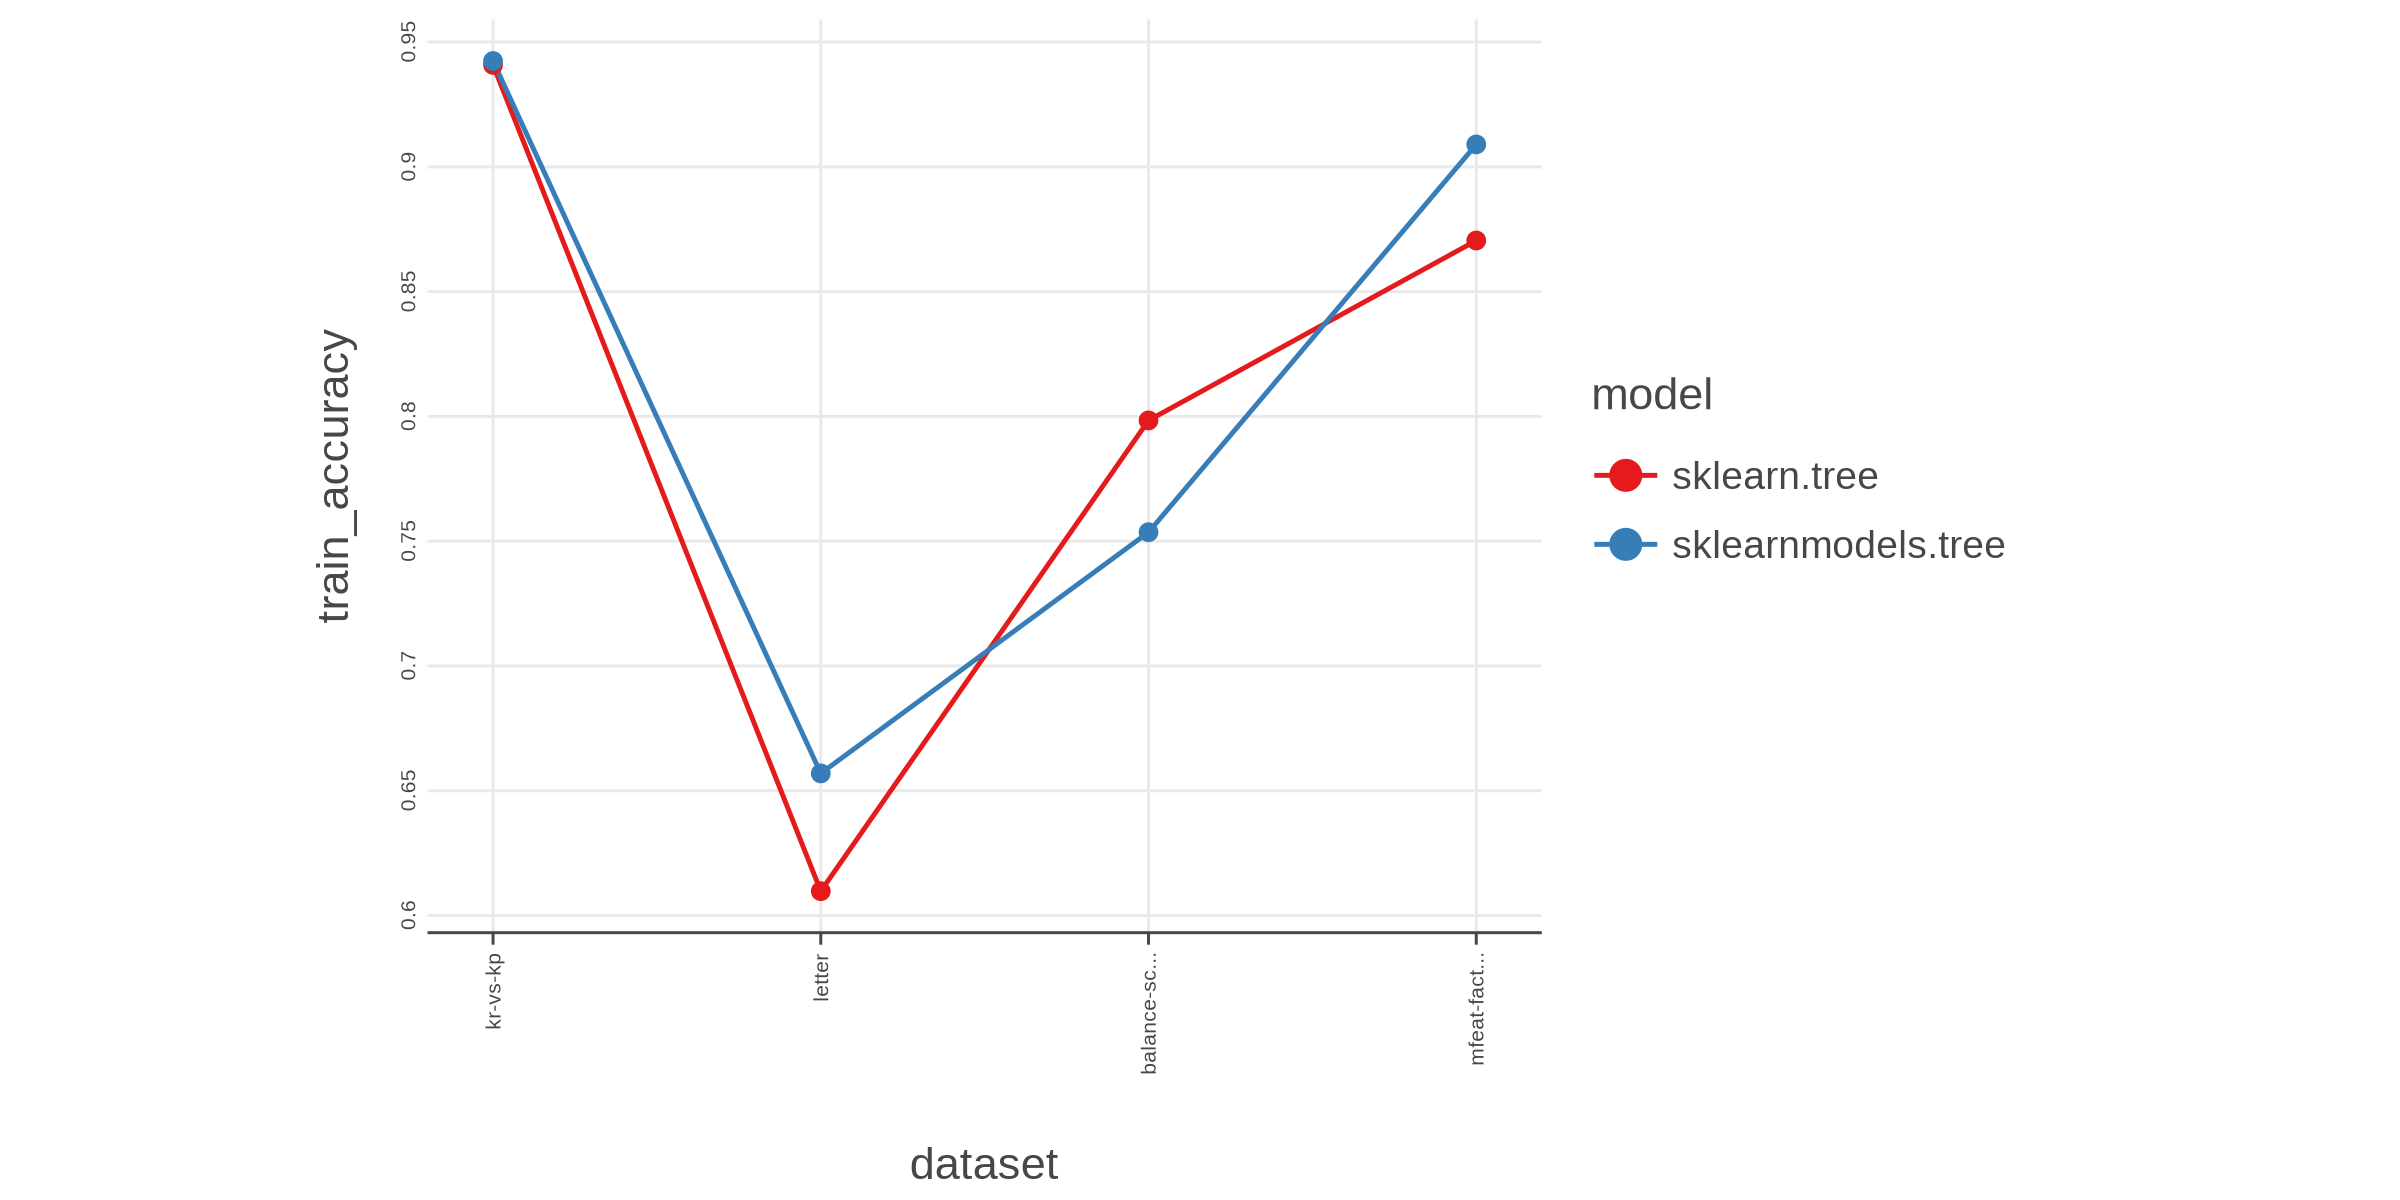 train_accuracy
0.95
0.9
0.85
0.8
0.75
0.7
0.65
0.6
kr-vs-kp
letter
balance-sc...
mfeat-fact...
dataset
model
sklearn.tree
sklearnmodels.tree